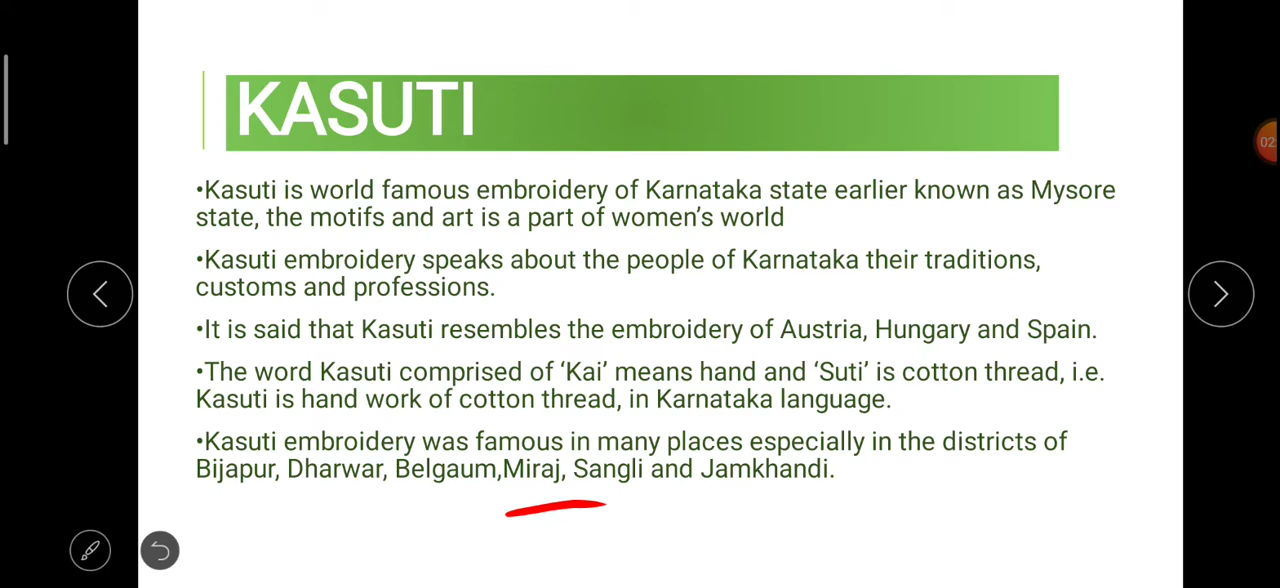 KASUTI
•Kasuti is world famous embroidery of Karnataka state earlier known as Mysore
state, the motifs and art is a part of women’s world
•Kasuti embroidery speaks about the people of Karnataka their traditions,
customs and professions.
•It is said that Kasuti resembles the embroidery of Austria, Hungary and Spain.
•The word Kasuti comprised of ‘Kai’ means hand and ‘Suti’ is cotton thread, i.e.
Kasuti is hand work of cotton thread, in Karnataka language.
•Kasuti embroidery was famous in many places especially in the districts of
Bijapur, Dharwar, Belgaum,Miraj, Sangli and Jamkhandi.